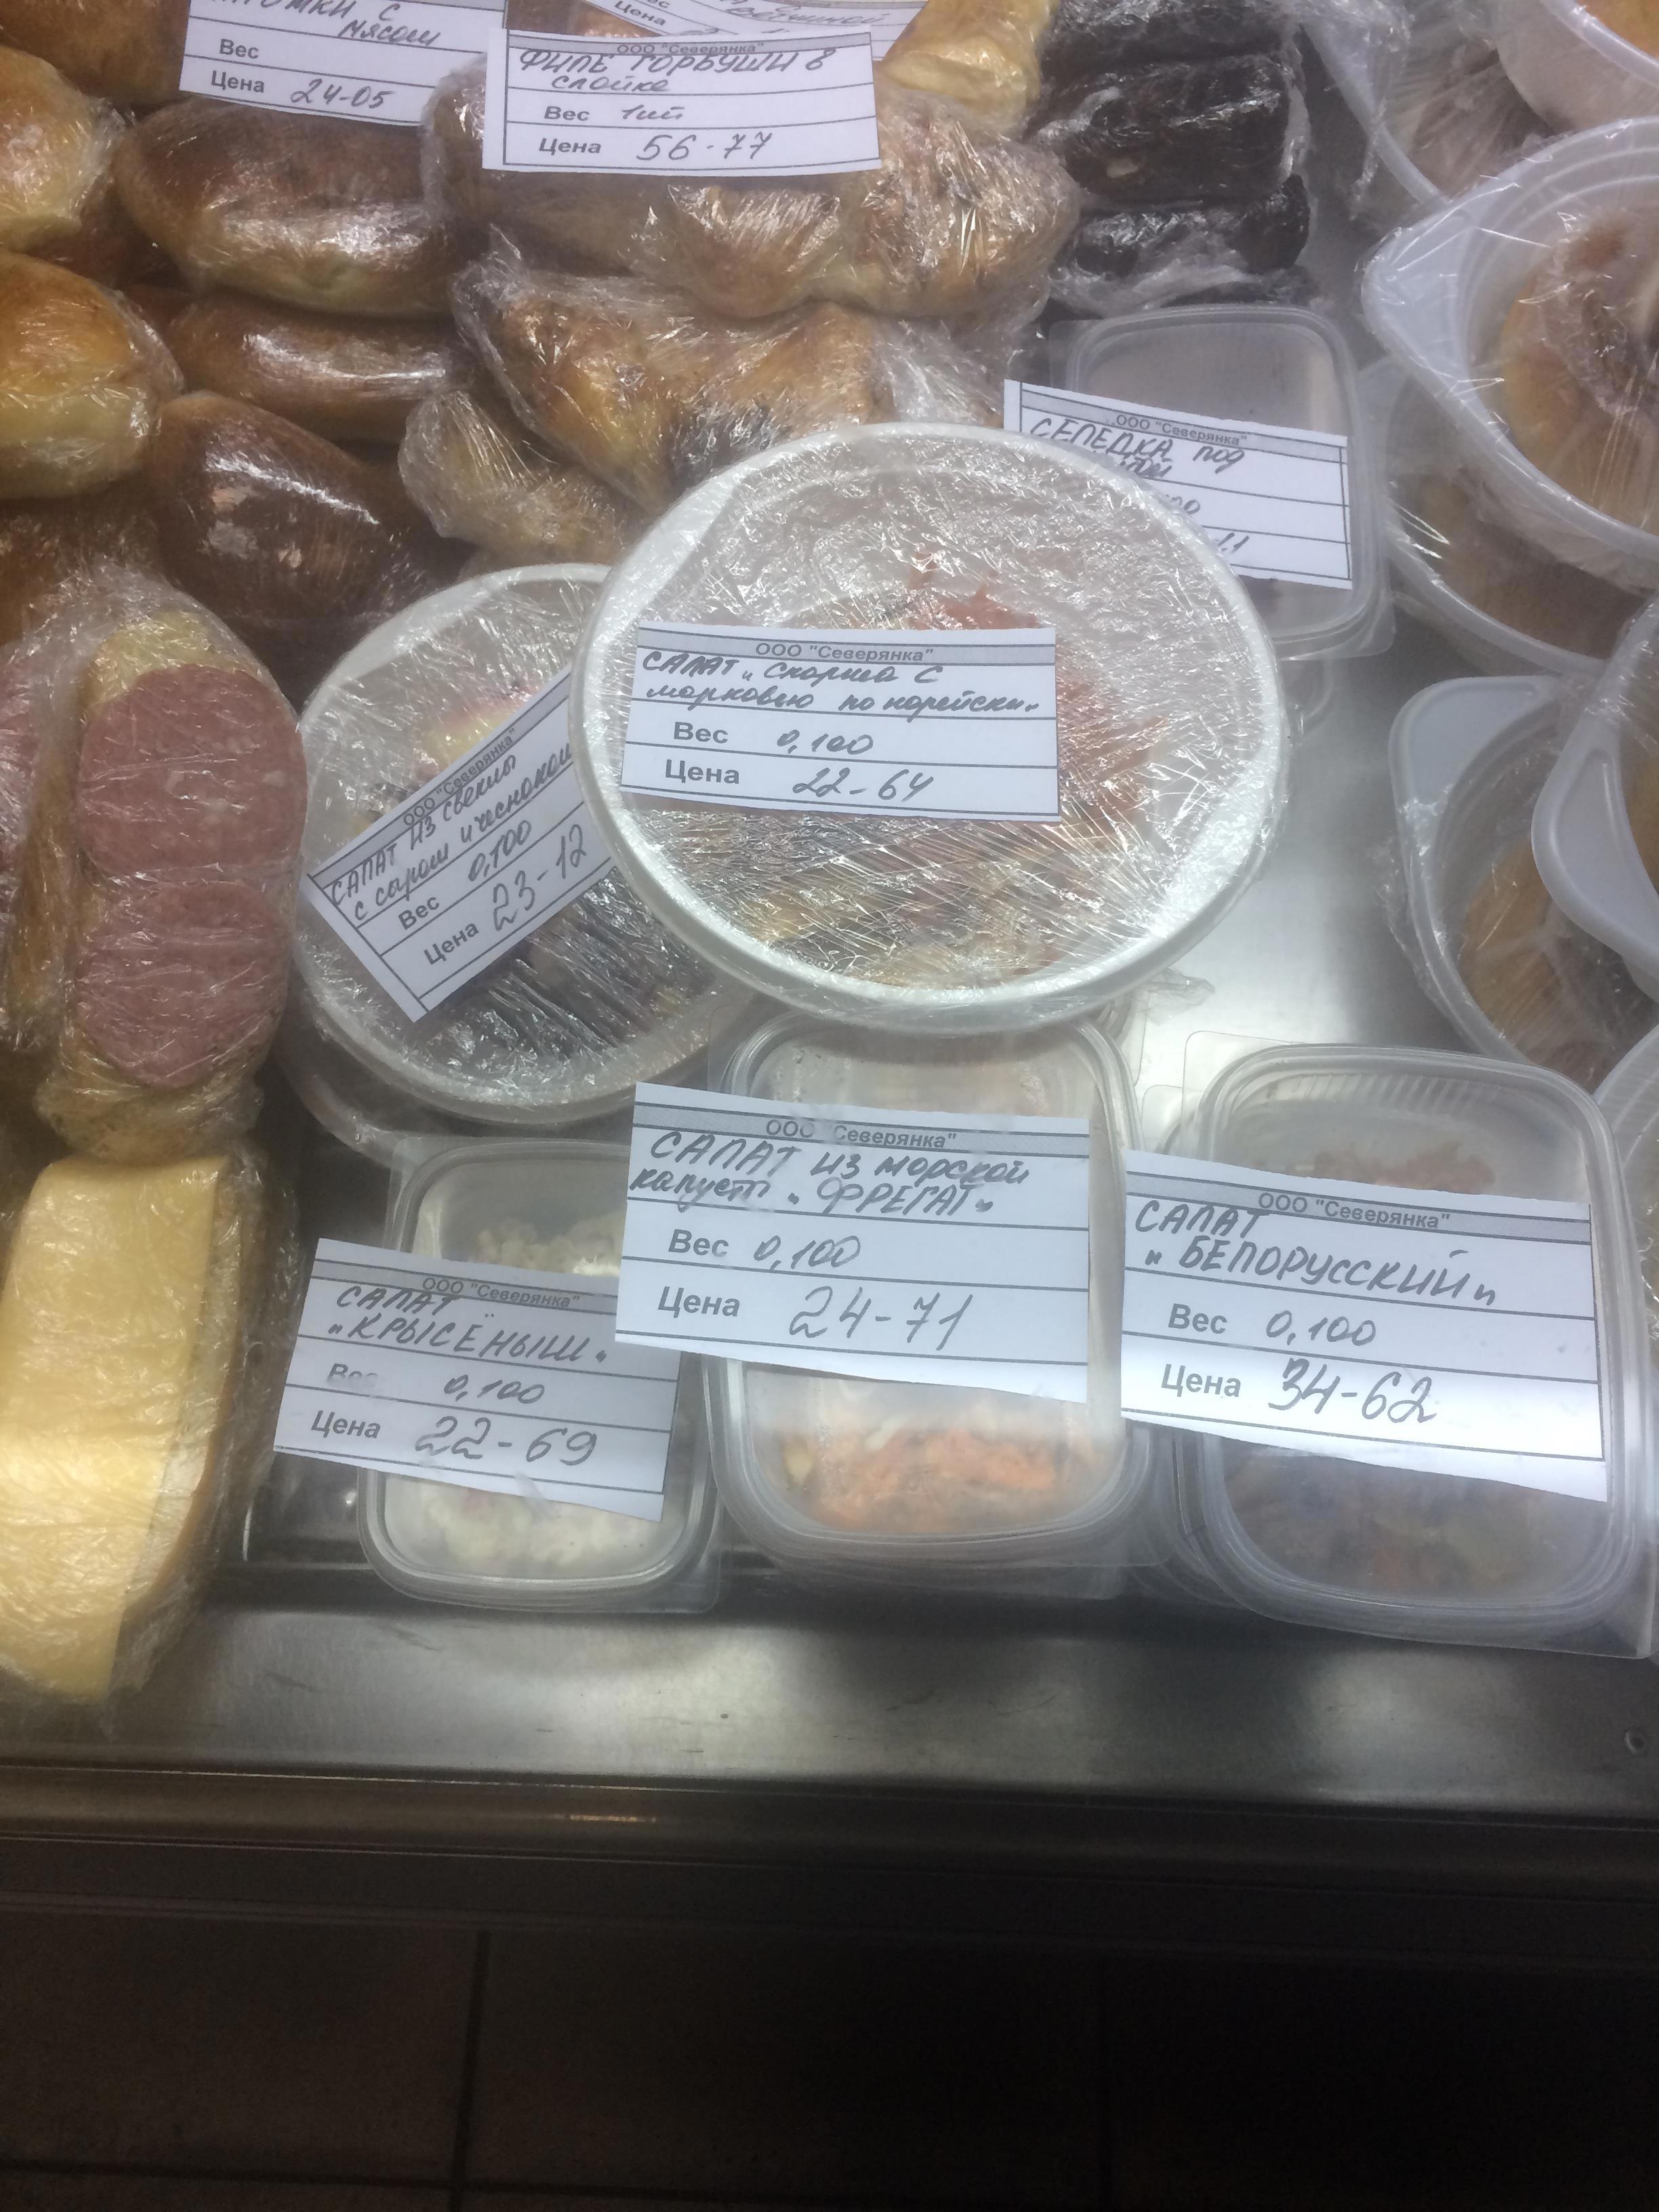 с
мясом
Вес
Цена 24-05
ООО "Северянка"
ФИЛЕ ГОРБУШИ в
слойке
Вес 1шт
Цена 56-77
ООО "Северянка"
СЕЛЕДКА под
ООО "Северянка"
САЛАТ „Спаржа с
морковью по корейски"
Вес 0,100
Цена 22-64
ООО "Северянка"
САЛАТ ИЗ свеклы
с сыром и чесноком
Вес 0,100
Цена 23-12
ООО "Северянка"
САЛАТ ИЗ МОРСКОЙ
капусты „ФРЕГАТ"
Вес 0,100
Цена 24-71
ООО "Северянка"
САЛАТ
„БЕЛОРУССКИЙ"
Вес 0,100
Цена 34-62
ООО "Северянка"
САЛАТ
„КРЫСЁНЫШ"
Вес 0,100
Цена 22-69